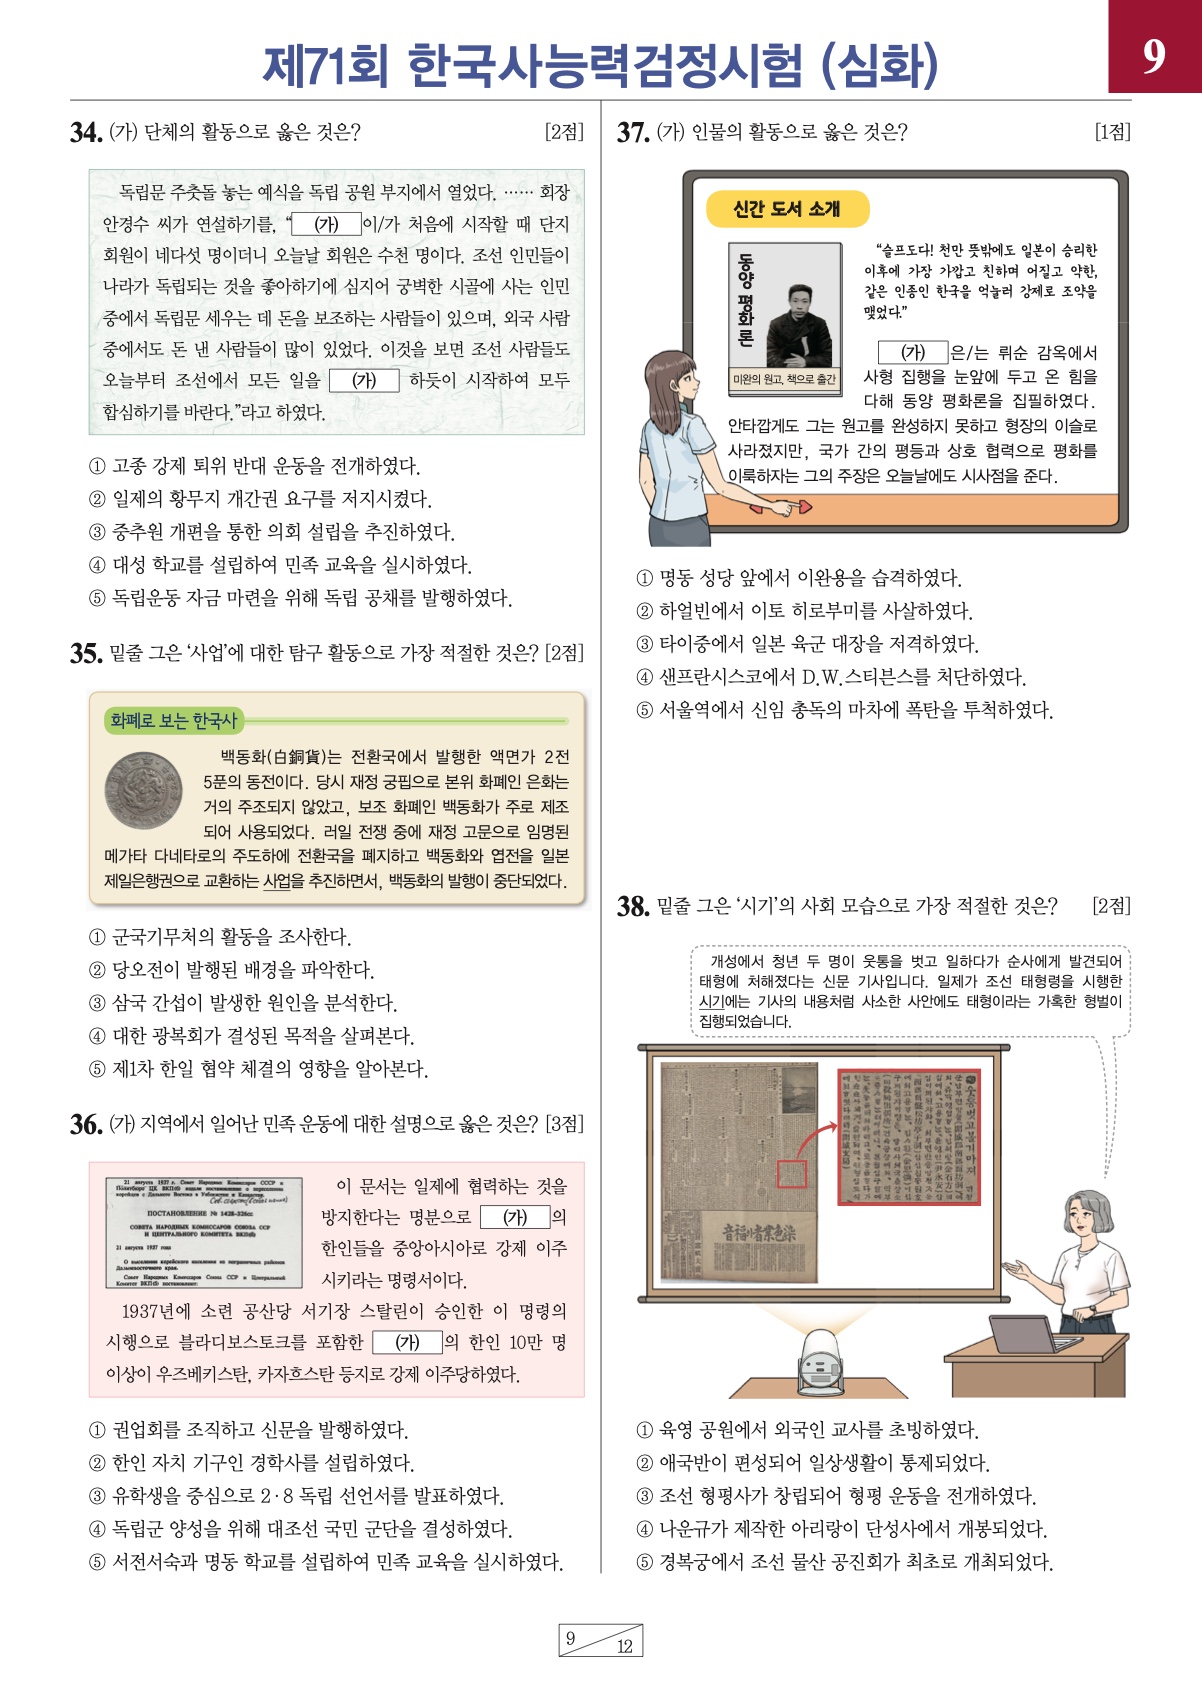 제71회 한국사능력검정시험 (심화)
9
34. (가) 단체의 활동으로 옳은 것은? [2점]
독립문 주춧돌 놓는 예식을 독립 공원 부지에서 열었다. …… 회장
안경수 씨가 연설하기를, “ (가) 이/가 처음에 시작할 때 단지
회원이 네다섯 명이더니 오늘날 회원은 수천 명이다. 조선 인민들이
나라가 독립되는 것을 좋아하기에 심지어 궁벽한 시골에 사는 인민
중에서 독립문 세우는 데 돈을 보조하는 사람들이 있으며, 외국 사람
중에서도 돈 낸 사람들이 많이 있었다. 이것을 보면 조선 사람들도
오늘부터 조선에서 모든 일을 (가) 하듯이 시작하여 모두
합심하기를 바란다.”라고 하였다.
① 고종 강제 퇴위 반대 운동을 전개하였다.
② 일제의 황무지 개간권 요구를 저지시켰다.
③ 중추원 개편을 통한 의회 설립을 추진하였다.
④ 대성 학교를 설립하여 민족 교육을 실시하였다.
⑤ 독립운동 자금 마련을 위해 독립 공채를 발행하였다.
35. 밑줄 그은 ‘사업’에 대한 탐구 활동으로 가장 적절한 것은? [2점]
화폐로 보는 한국사
백동화(白銅貨)는 전환국에서 발행한 액면가 2전
5푼의 동전이다. 당시 재정 궁핍으로 본위 화폐인 은화는
거의 주조되지 않았고, 보조 화폐인 백동화가 주로 제조
되어 사용되었다. 러일 전쟁 중에 재정 고문으로 임명된
메가타 다네타로의 주도하에 전환국을 폐지하고 백동화와 엽전을 일본
제일은행권으로 교환하는 사업을 추진하면서, 백동화의 발행이 중단되었다.
① 군국기무처의 활동을 조사한다.
② 당오전이 발행된 배경을 파악한다.
③ 삼국 간섭이 발생한 원인을 분석한다.
④ 대한 광복회가 결성된 목적을 살펴본다.
⑤ 제1차 한일 협약 체결의 영향을 알아본다.
36. (가) 지역에서 일어난 민족 운동에 대한 설명으로 옳은 것은? [3점]
21 августа 1937 г. Совет Народных Комиссаров СССР и
Политбюро ЦК ВКП(б) издали постановление о переселении
корейцев с Дальнего Востока в Узбекистан и Казахстан.
ПОСТАНОВЛЕНИЕ № 1428-326сс
СОВЕТА НАРОДНЫХ КОМИССАРОВ СОЮЗА ССР
И ЦЕНТРАЛЬНОГО КОМИТЕТА ВКП(б)
21 августа 1937 года
О выселении корейского населения из пограничных районов
Дальневосточного края.
Совет Народных Комиссаров Союза ССР и Центральный
Комитет ВКП(б) постановляют:
이 문서는 일제에 협력하는 것을
방지한다는 명분으로 (가) 의
한인들을 중앙아시아로 강제 이주
시키라는 명령서이다.
1937년에 소련 공산당 서기장 스탈린이 승인한 이 명령의
시행으로 블라디보스토크를 포함한 (가) 의 한인 10만 명
이상이 우즈베키스탄, 카자흐스탄 등지로 강제 이주당하였다.
① 권업회를 조직하고 신문을 발행하였다.
② 한인 자치 기구인 경학사를 설립하였다.
③ 유학생을 중심으로 2·8 독립 선언서를 발표하였다.
④ 독립군 양성을 위해 대조선 국민 군단을 결성하였다.
⑤ 서전서숙과 명동 학교를 설립하여 민족 교육을 실시하였다.
37. (가) 인물의 활동으로 옳은 것은? [1점]
신간 도서 소개
동양 평화론
미완의 원고, 책으로 출간
“슬프도다! 천만 뜻밖에도 일본이 승리한
이후에 가장 가깝고 친하며 어질고 약한,
같은 인종인 한국을 억눌러 강제로 조약을
맺었다.”
(가) 은/는 뤼순 감옥에서
사형 집행을 눈앞에 두고 온 힘을
다해 동양 평화론을 집필하였다.
안타깝게도 그는 원고를 완성하지 못하고 형장의 이슬로
사라졌지만, 국가 간의 평등과 상호 협력으로 평화를
이룩하자는 그의 주장은 오늘날에도 시사점을 준다.
① 명동 성당 앞에서 이완용을 습격하였다.
② 하얼빈에서 이토 히로부미를 사살하였다.
③ 타이중에서 일본 육군 대장을 저격하였다.
④ 샌프란시스코에서 D.W.스티븐스를 처단하였다.
⑤ 서울역에서 신임 총독의 마차에 폭탄을 투척하였다.
38. 밑줄 그은 ‘시기’의 사회 모습으로 가장 적절한 것은? [2점]
개성에서 청년 두 명이 웃통을 벗고 일하다가 순사에게 발견되어
태형에 처해졌다는 신문 기사입니다. 일제가 조선 태형령을 시행한
시기에는 기사의 내용처럼 사소한 사안에도 태형이라는 가혹한 형벌이
집행되었습니다.
웃통벗고볼기마져
音福小者業色染
① 육영 공원에서 외국인 교사를 초빙하였다.
② 애국반이 편성되어 일상생활이 통제되었다.
③ 조선 형평사가 창립되어 형평 운동을 전개하였다.
④ 나운규가 제작한 아리랑이 단성사에서 개봉되었다.
⑤ 경복궁에서 조선 물산 공진회가 최초로 개최되었다.
9
12